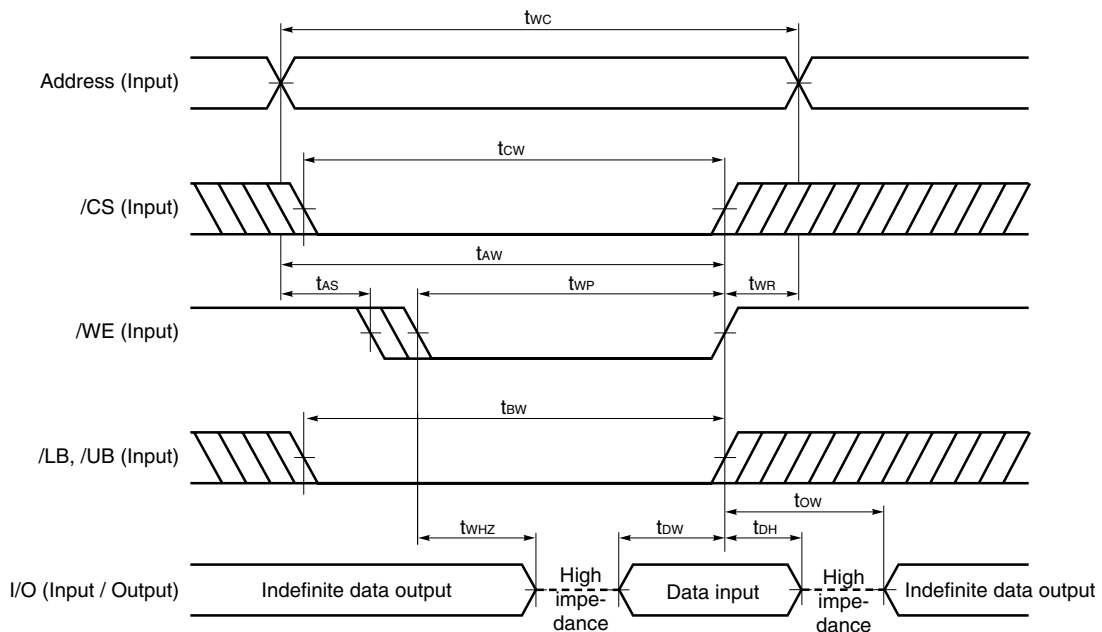 tWC
Address (Input)
tCW
/CS (Input)
tAW
tAS
tWP
tWR
/WE (Input)
tBW
/LB, /UB (Input)
tOW
tWHZ
tDW
tDH
I/O (Input / Output)
Indefinite data output
High
impe-
dance
Data input
High
impe-
dance
Indefinite data output